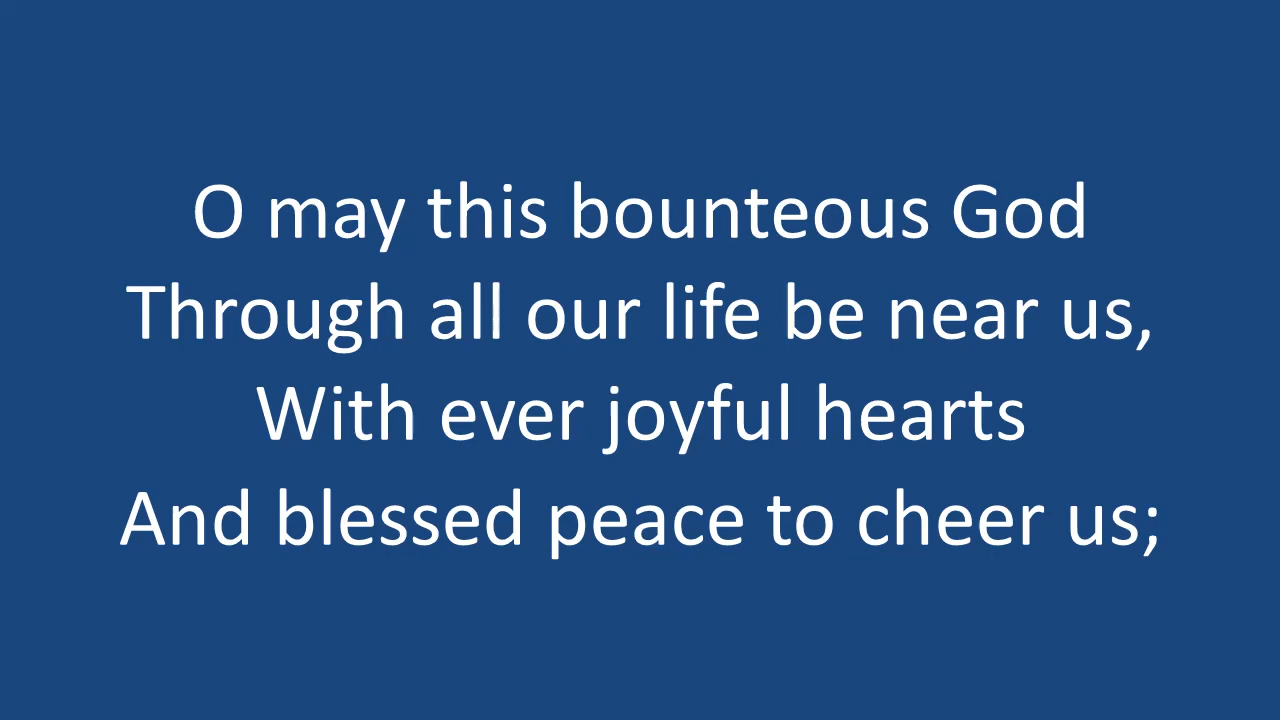 O may this bounteous God
Through all our life be near us,
With ever joyful hearts
And blessed peace to cheer us;